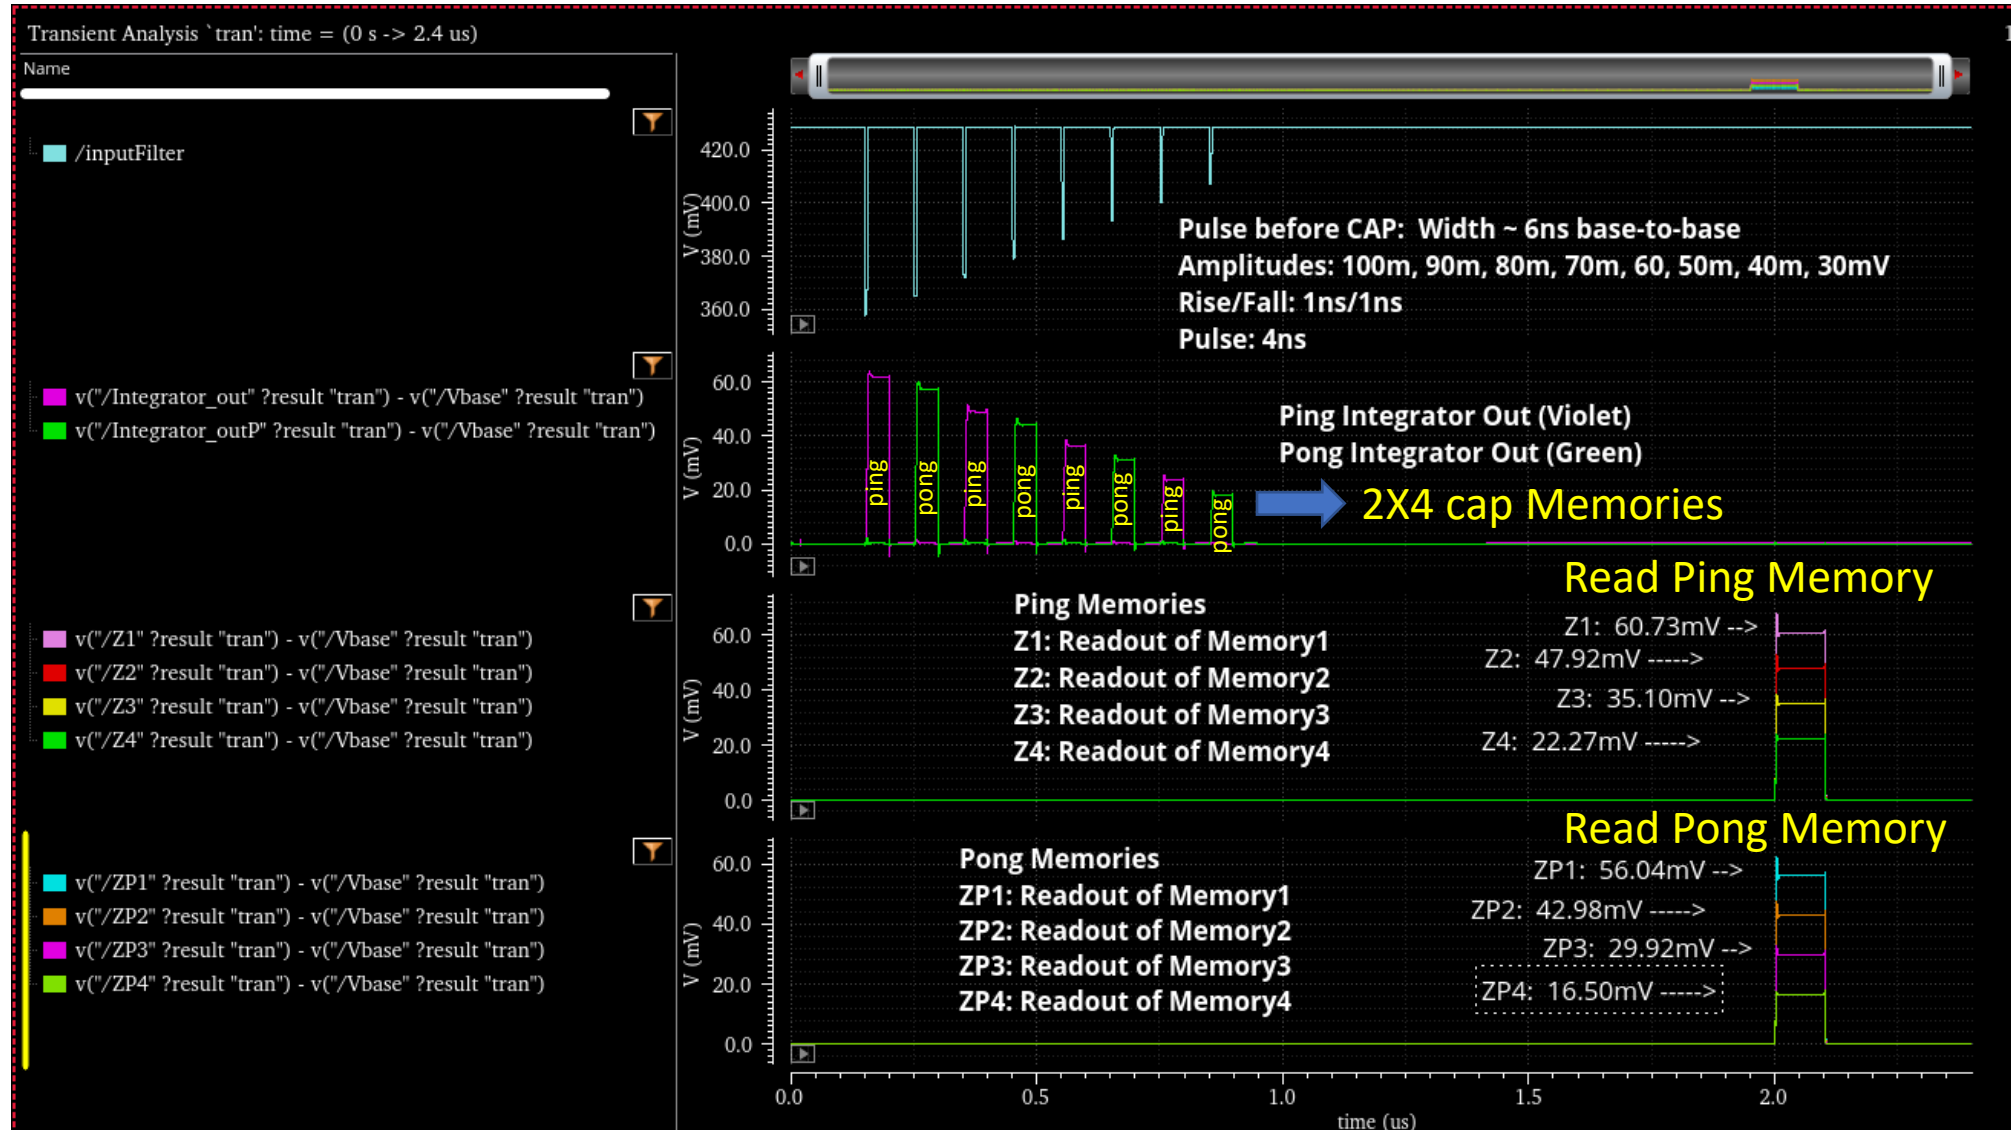 Transient Analysis `tran': time = (0 s -> 2.4 us)
1
Name
/inputFilter
420.0
400.0
380.0
360.0
V (mV)
Pulse before CAP:  Width ~ 6ns base-to-base
Amplitudes: 100m, 90m, 80m, 70m, 60, 50m, 40m, 30mV
Rise/Fall: 1ns/1ns
Pulse: 4ns
v("/Integrator_out" ?result "tran") - v("/Vbase" ?result "tran")
v("/Integrator_outP" ?result "tran") - v("/Vbase" ?result "tran")
60.0
40.0
20.0
0.0
V (mV)
ping
pong
ping
pong
ping
pong
ping
pong
Ping Integrator Out (Violet)
Pong Integrator Out (Green)
2X4 cap Memories
Read Ping Memory
v("/Z1" ?result "tran") - v("/Vbase" ?result "tran")
v("/Z2" ?result "tran") - v("/Vbase" ?result "tran")
v("/Z3" ?result "tran") - v("/Vbase" ?result "tran")
v("/Z4" ?result "tran") - v("/Vbase" ?result "tran")
60.0
40.0
20.0
0.0
V (mV)
Ping Memories
Z1: Readout of Memory1
Z2: Readout of Memory2
Z3: Readout of Memory3
Z4: Readout of Memory4
Z1:  60.73mV -->
Z2:  47.92mV ----->
Z3:  35.10mV -->
Z4:  22.27mV ----->
Read Pong Memory
v("/ZP1" ?result "tran") - v("/Vbase" ?result "tran")
v("/ZP2" ?result "tran") - v("/Vbase" ?result "tran")
v("/ZP3" ?result "tran") - v("/Vbase" ?result "tran")
v("/ZP4" ?result "tran") - v("/Vbase" ?result "tran")
60.0
40.0
20.0
0.0
V (mV)
Pong Memories
ZP1: Readout of Memory1
ZP2: Readout of Memory2
ZP3: Readout of Memory3
ZP4: Readout of Memory4
ZP1:  56.04mV -->
ZP2:  42.98mV ----->
ZP3:  29.92mV -->
ZP4:  16.50mV ----->
0.0
0.5
1.0
1.5
2.0
time (us)